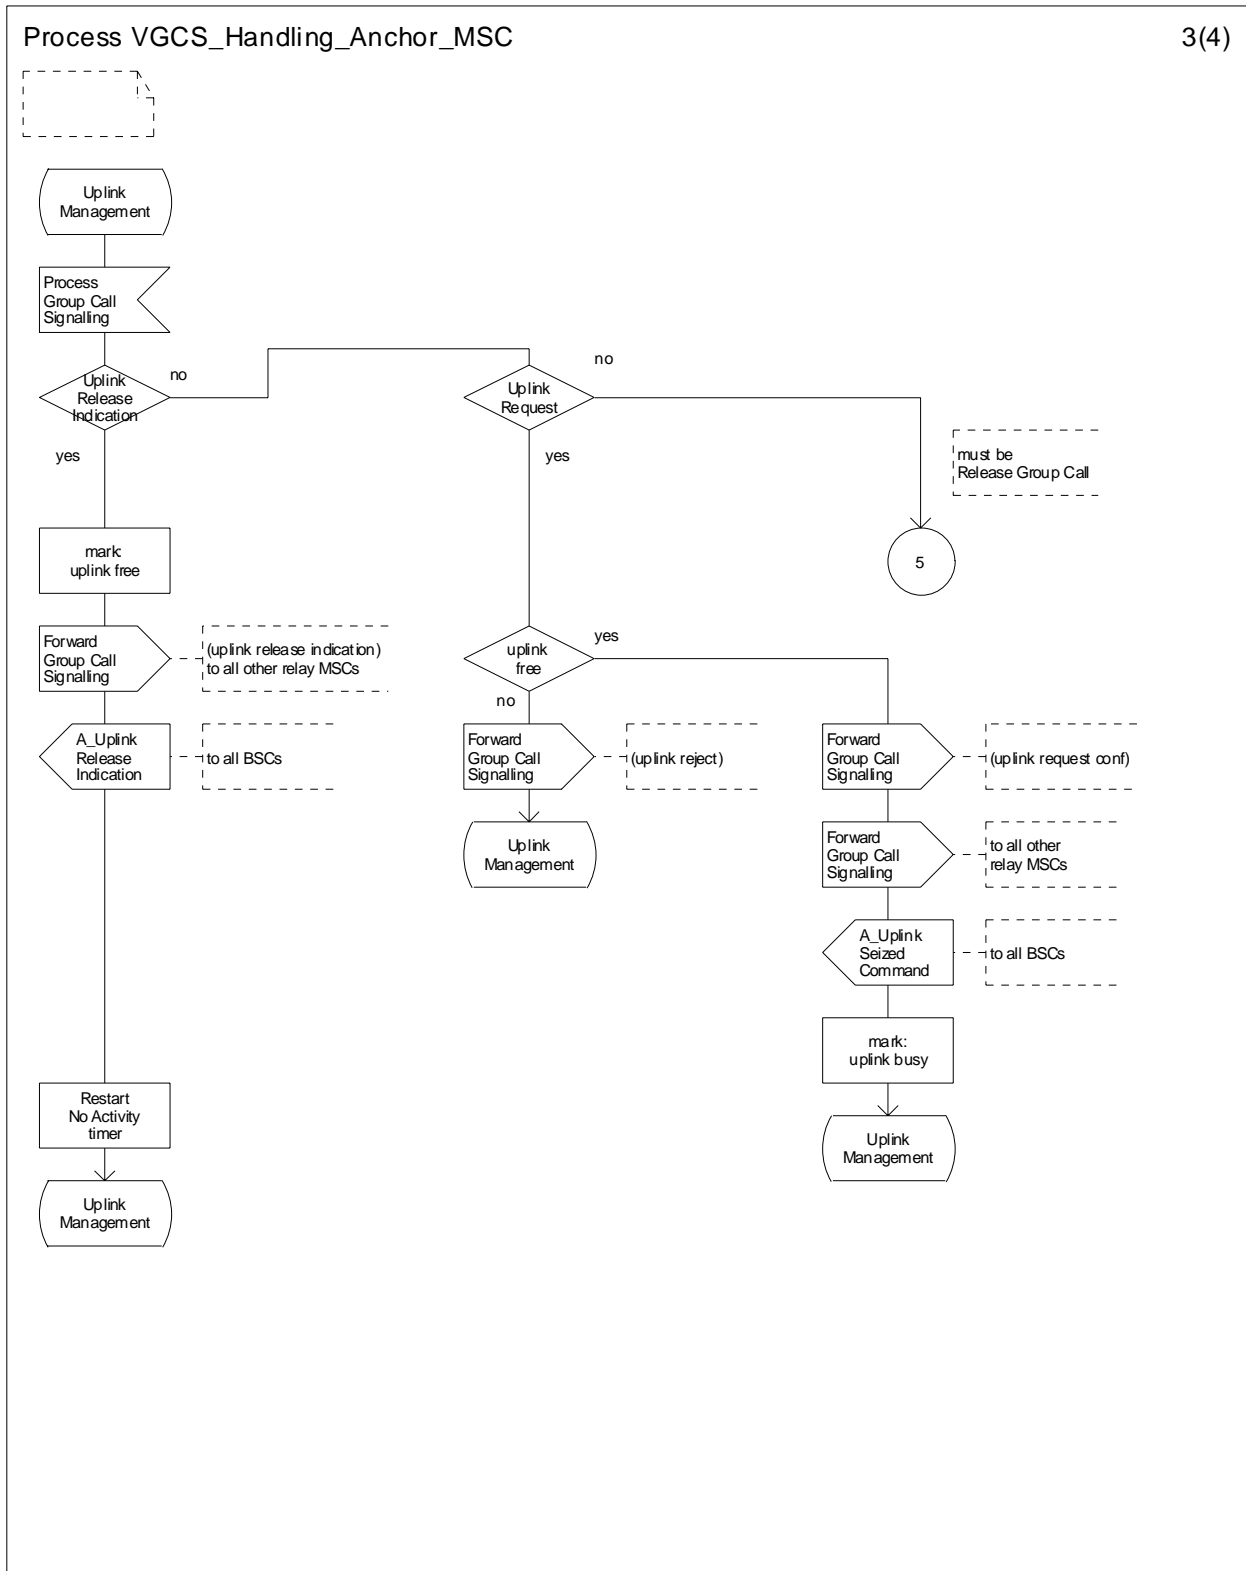 Process VGCS_Handling_Anchor_MSC
3(4)
Uplink
Management
Process
Group Call
Signalling
Uplink
Release
Indication
no
yes
Uplink
Request
no
yes
must be
Release Group Call
5
mark:
uplink free
Forward
Group Call
Signalling
(uplink release indication)
to all other relay MSCs
A_Uplink
Release
Indication
to all BSCs
uplink
free
yes
no
Forward
Group Call
Signalling
(uplink reject)
Uplink
Management
Forward
Group Call
Signalling
(uplink request conf)
Forward
Group Call
Signalling
to all other
relay MSCs
A_Uplink
Seized
Command
to all BSCs
mark:
uplink busy
Uplink
Management
Restart
No Activity
timer
Uplink
Management